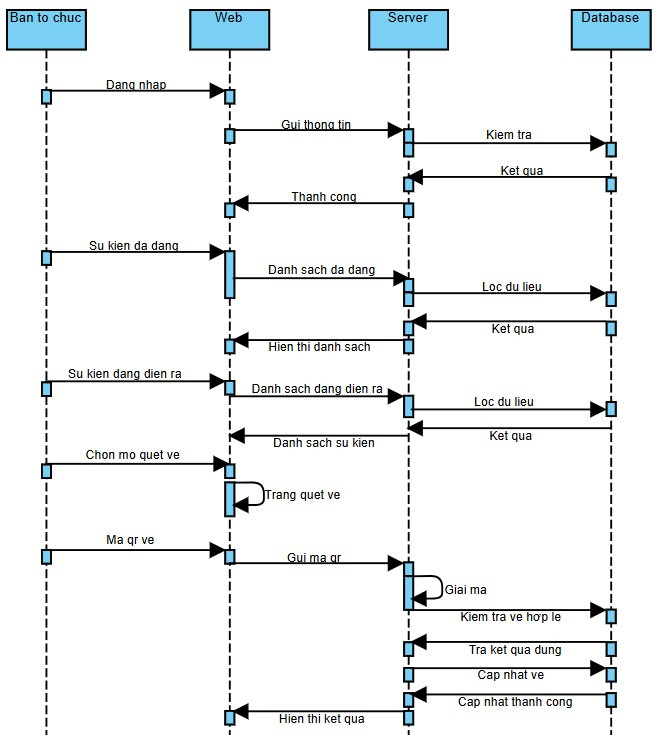 Ban to chuc
Web
Server
Database
Dang nhap
Gui thong tin
Kiem tra
Ket qua
Thanh cong
Su kien da dang
Danh sach da dang
Loc du lieu
Ket qua
Hien thi danh sach
Su kien dang dien ra
Danh sach dang dien ra
Loc du lieu
Ket qua
Danh sach su kien
Chon mo quet ve
Trang quet ve
Ma qr ve
Gui ma qr
Giai ma
Kiem tra ve hơp le
Tra ket qua dung
Cap nhat ve
Cap nhat thanh cong
Hien thi ket qua